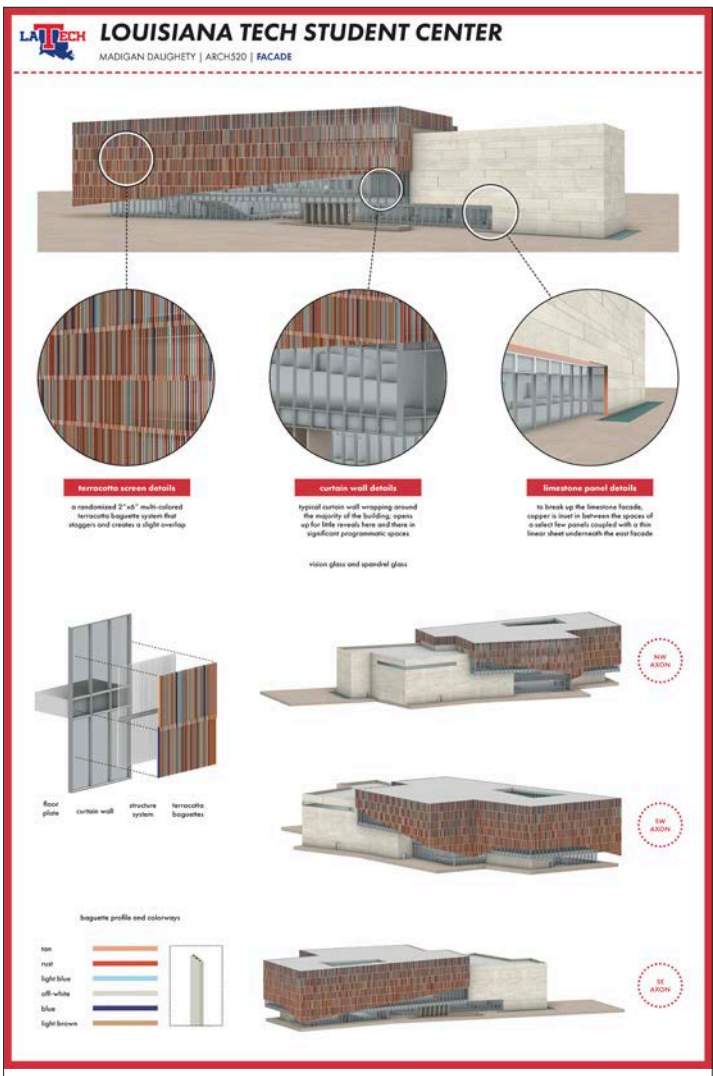 LA TECH
LOUISIANA TECH STUDENT CENTER
MADIGAN DAUGHETY | ARCH520 | FACADE
terracotta screen details
a randomized 2"x6" multi-colored
terracotta baguette system that
staggers and creates a slight overlap
curtain wall details
typical curtain wall wrapping around
the majority of the building; opens
up for little reveals here and there in
significant programmatic spaces
vision glass and spandrel glass
limestone panel details
to break up the limestone facade,
copper is inset in between the spaces of
a select few panels coupled with a thin
linear sheet underneath the east facade
floor
plate
curtain wall
structure
system
terracotta
baguettes
NW
AXON
SW
AXON
baguette profile and colorways
tan
rust
light blue
off-white
blue
light brown
SE
AXON